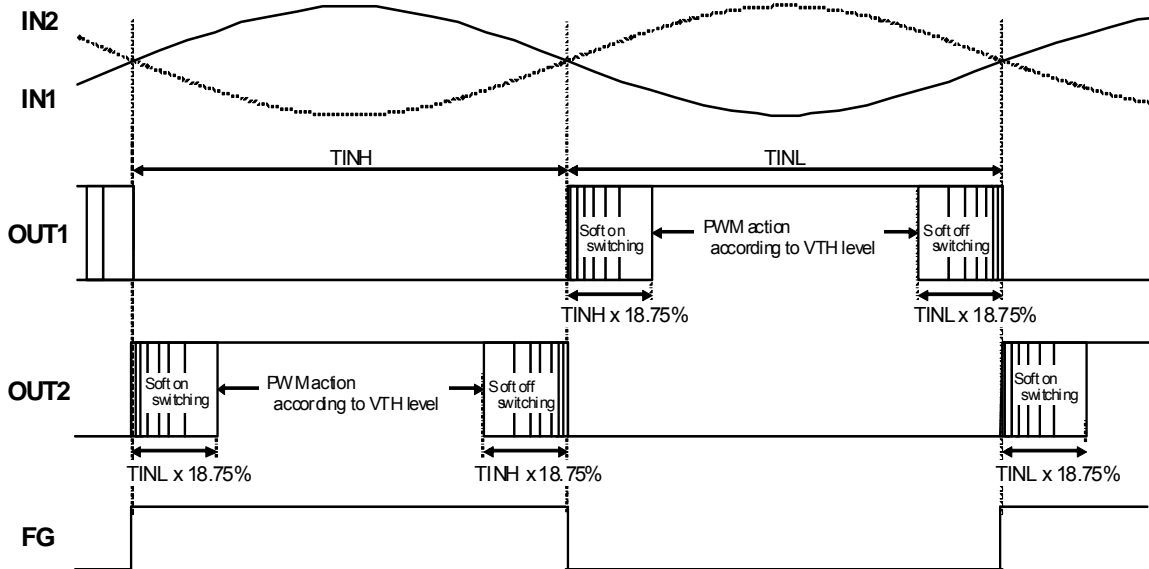 IN2
IN1
TINH
TINL
OUT1
Soft on
switching
PWM action
according to VTH level
Soft off
switching
TINH x 18.75%
TINL x 18.75%
OUT2
Soft on
switching
PWM action
according to VTH level
Soft off
switching
Soft on
switching
TINL x 18.75%
TINH x 18.75%
TINL x 18.75%
FG